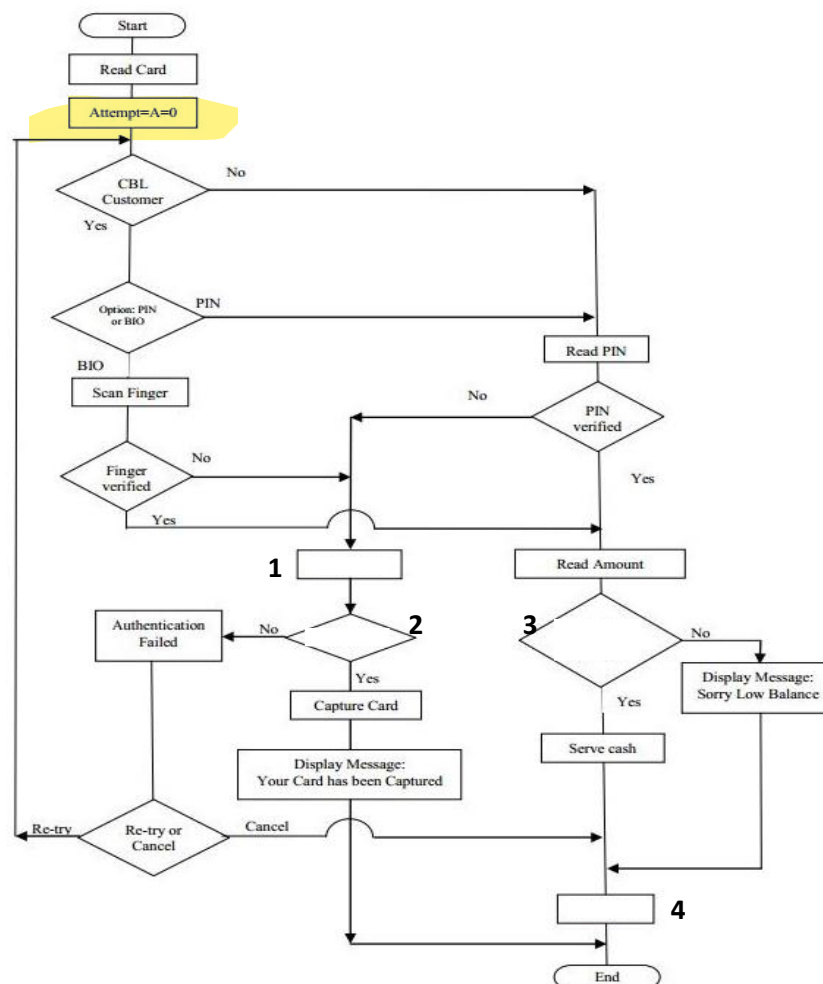 Start
Read Card
Attempt=A=0
CBL
Customer
No
Yes
Option: PIN
or BIO
PIN
BIO
Read PIN
Scan Finger
No
PIN
verified
Finger
verified
No
Yes
Yes
1
Read Amount
Authentication
Failed
No
2
3
No
Yes
Display Message:
Sorry Low Balance
Capture Card
Yes
Serve cash
Display Message:
Your Card has been Captured
Re-try
Re-try or
Cancel
Cancel
4
End